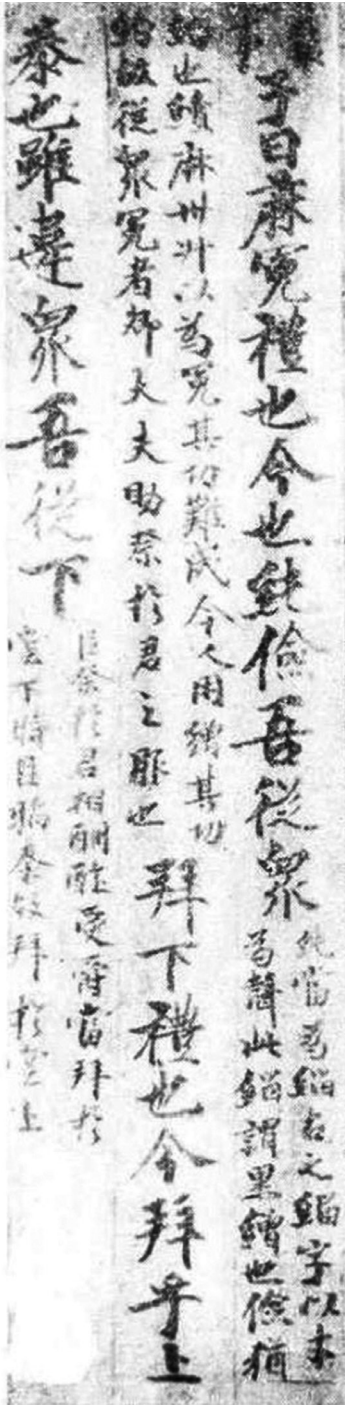 子曰麻冕禮也今也純儉吾從衆
純當為緇古之緇字以才
為聲此緇謂黑繒也儉猶
約也績麻卅升以為冕其功難成今人用繒其功
約故從衆冕者卿大夫助祭於君之服也
拜下禮也今拜乎上
泰也雖違衆吾從下
臣祭於君相酬酢受爵當拜於
堂下時臣驕泰故拜於堂上